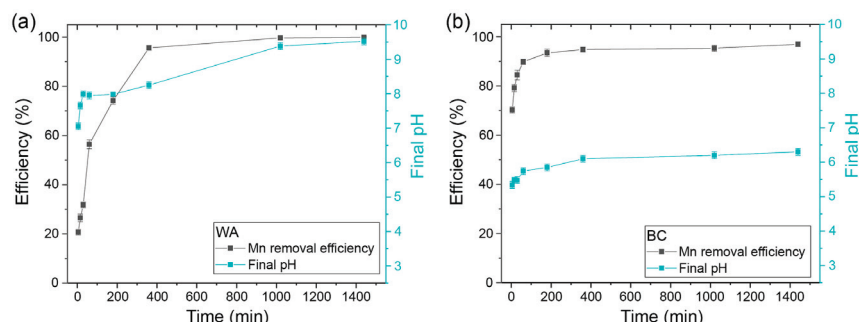 (a)
100
80
60
40
20
0
Efficiency (%)
10
9
8
7
6
5
4
3
Final pH
WA
Mn removal efficiency
Final pH
0 200 400 600 800 1000 1200 1400
Time (min)
(b)
100
80
60
40
20
0
Efficiency (%)
10
9
8
7
6
5
4
3
Final pH
BC
Mn removal efficiency
Final pH
0 200 400 600 800 1000 1200 1400
Time (min)